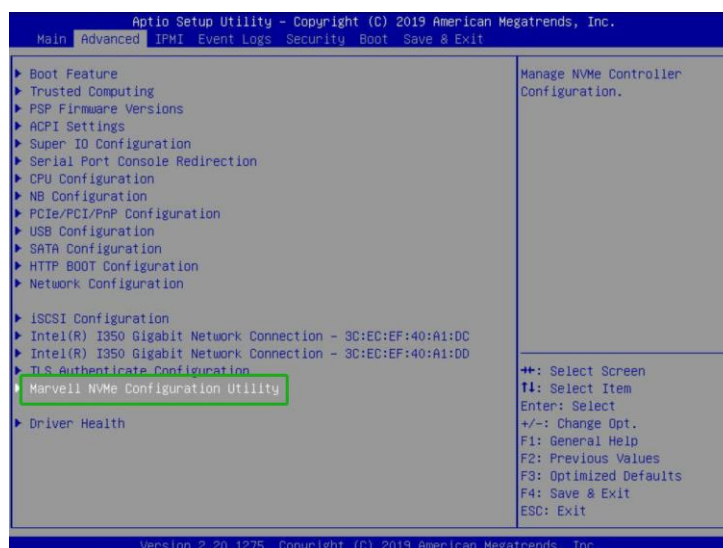 Aptio Setup Utility – Copyright (C) 2019 American Megatrends, Inc.
Main Advanced IPMI Event Logs Security Boot Save & Exit
▶ Boot Feature
▶ Trusted Computing
▶ PSP Firmware Versions
▶ ACPI Settings
▶ Super IO Configuration
▶ Serial Port Console Redirection
▶ CPU Configuration
▶ NB Configuration
▶ PCIe/PCI/PnP Configuration
▶ USB Configuration
▶ SATA Configuration
▶ HTTP BOOT Configuration
▶ Network Configuration
▶ iSCSI Configuration
▶ Intel(R) I350 Gigabit Network Connection – 3C:EC:EF:40:A1:DC
▶ Intel(R) I350 Gigabit Network Connection – 3C:EC:EF:40:A1:DD
▶ TLS Authenticate Configuration
▶ Marvell NVMe Configuration Utility
▶ Driver Health
Manage NVMe Controller
Configuration.
→←: Select Screen
↑↓: Select Item
Enter: Select
+/-: Change Opt.
F1: General Help
F2: Previous Values
F3: Optimized Defaults
F4: Save & Exit
ESC: Exit
Version 2.20.1275. Copyright (C) 2019 American Megatrends, Inc.